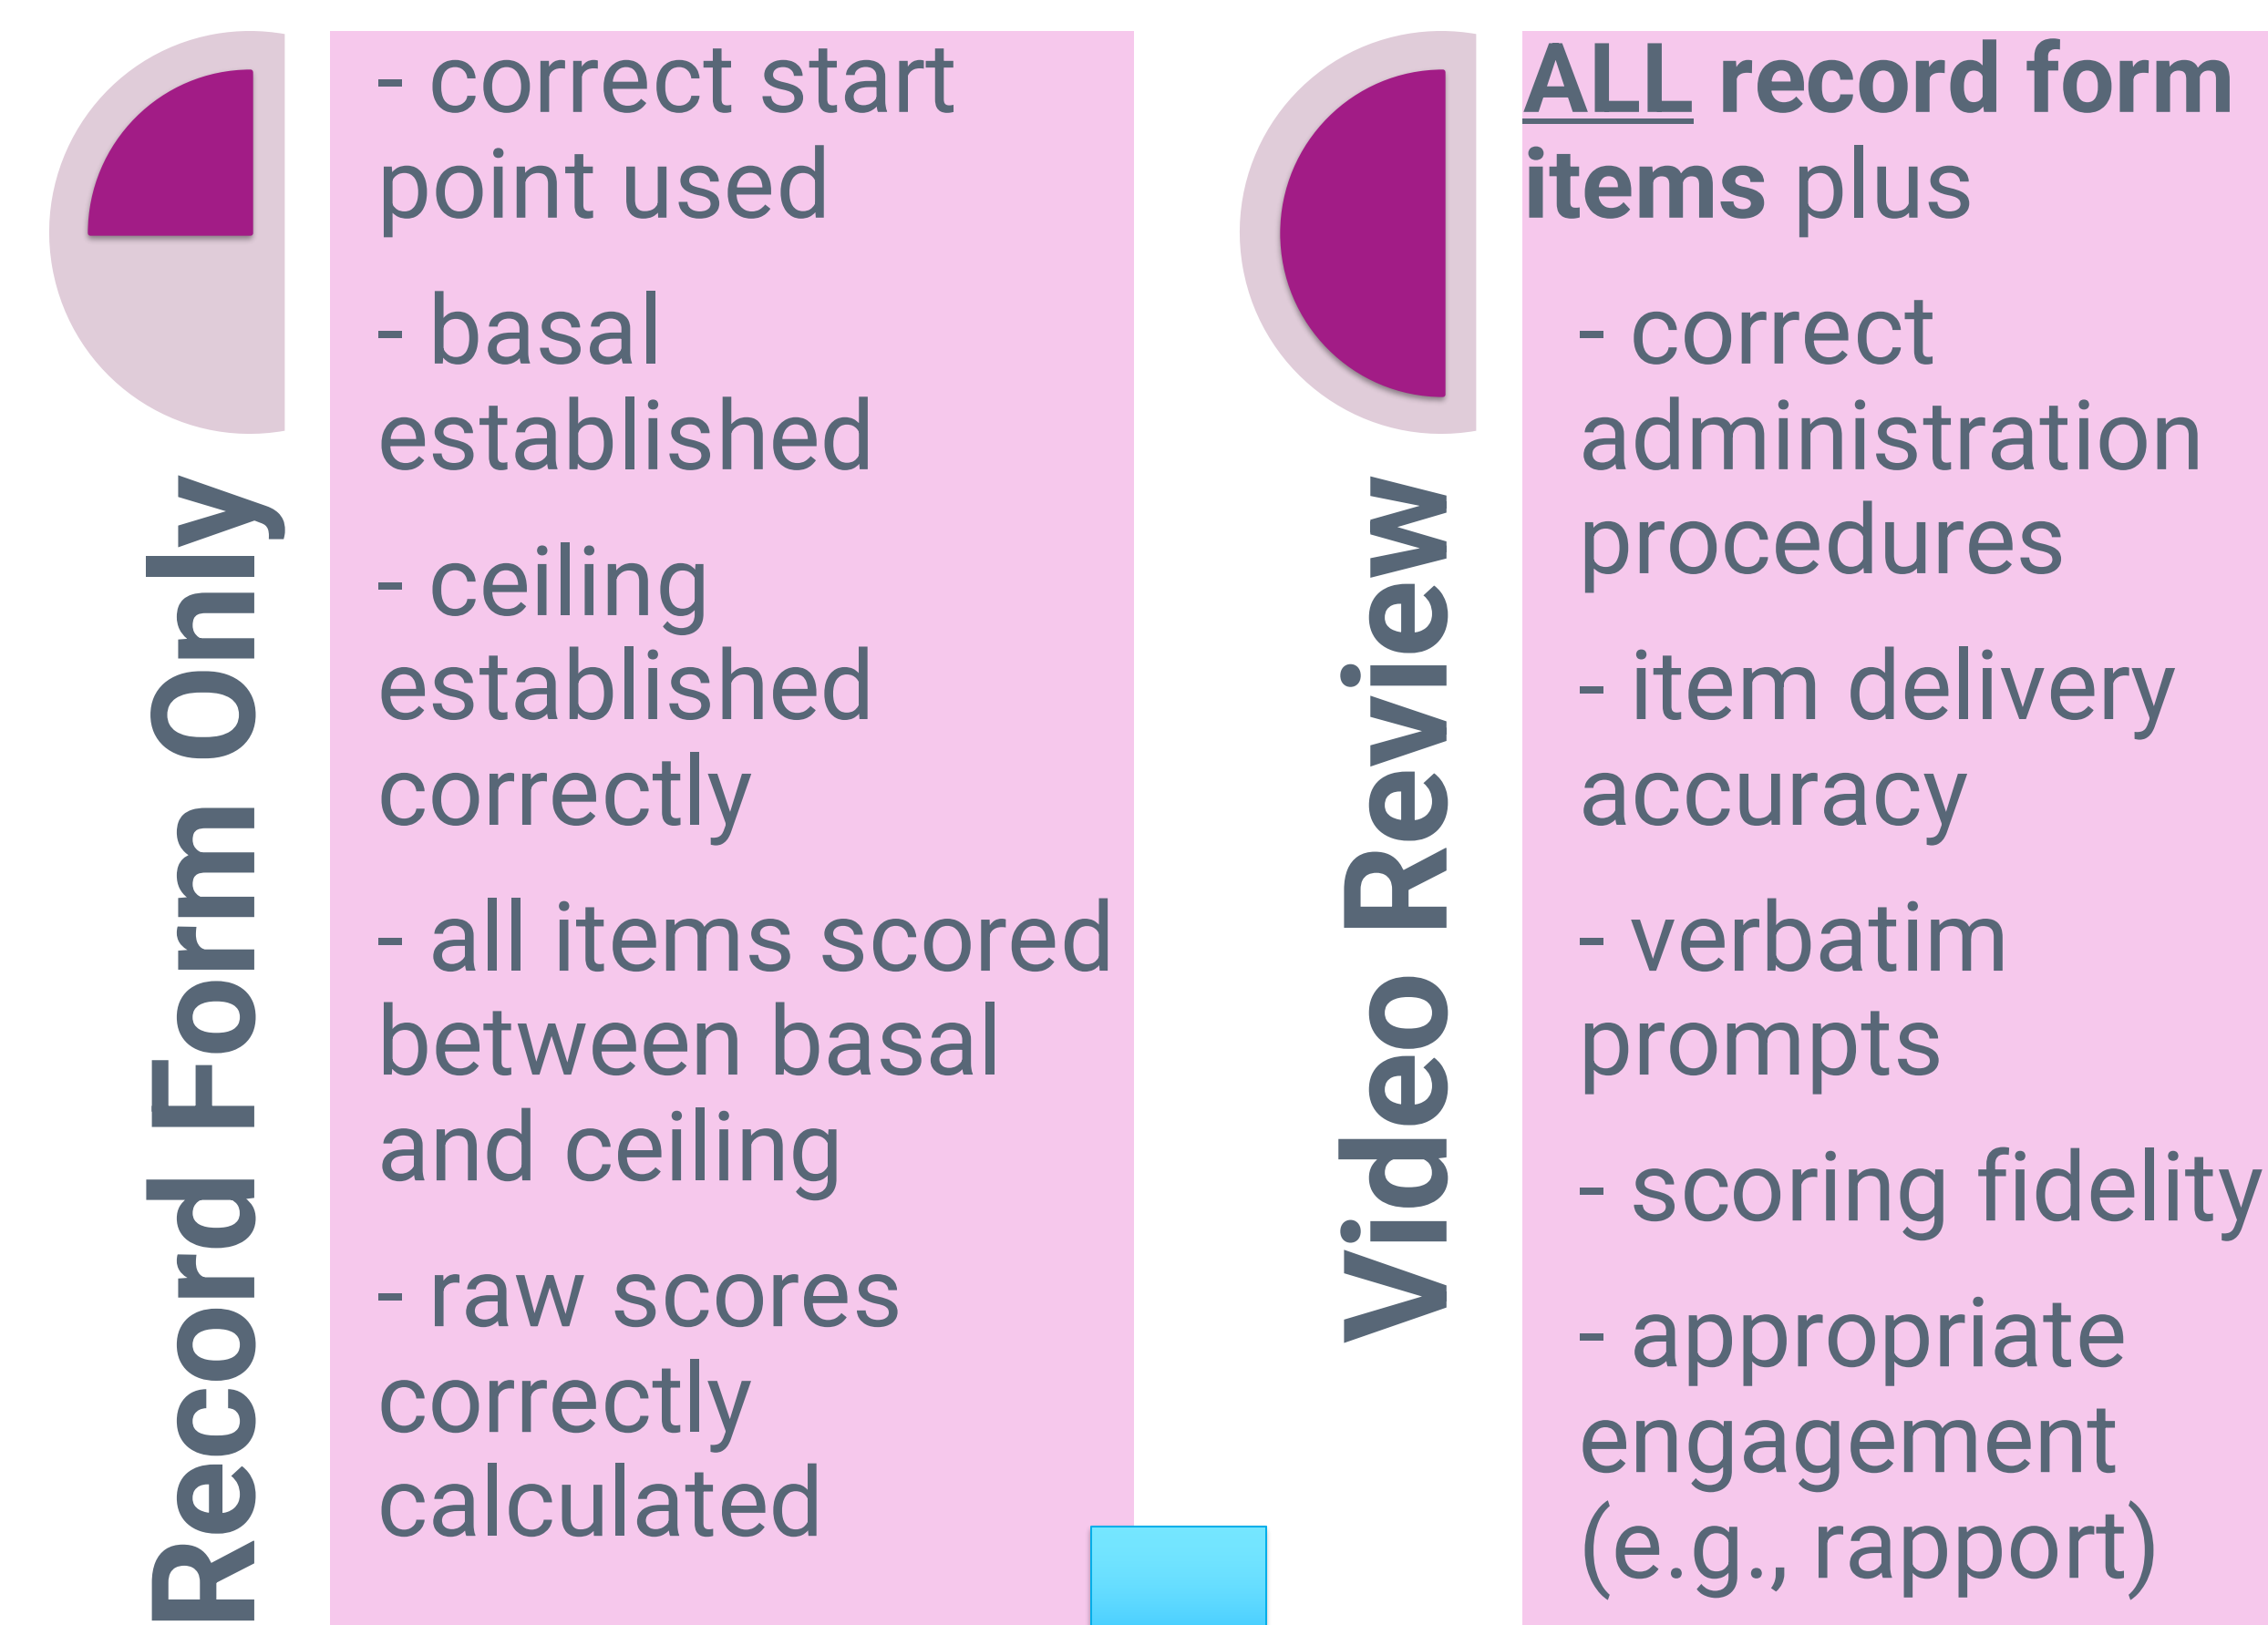 Record Form Only
- correct start
point used
- basal
established
- ceiling
established
correctly
- all items scored
between basal
and ceiling
- raw scores
correctly
calculated
Video Review
ALL record form
items plus
- correct
administration
procedures
- item delivery
accuracy
- verbatim
prompts
- scoring fidelity
- appropriate
engagement
(e.g., rapport)